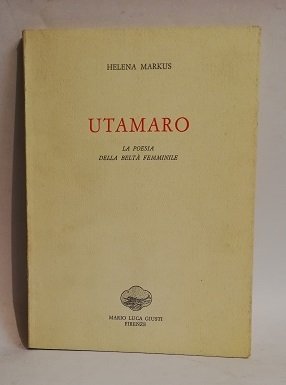 HELENA MARKUS
UTAMARO
LA POESIA
DELLA BELTÀ FEMMINILE
MARIO LUCA GIUSTI
FIRENZE